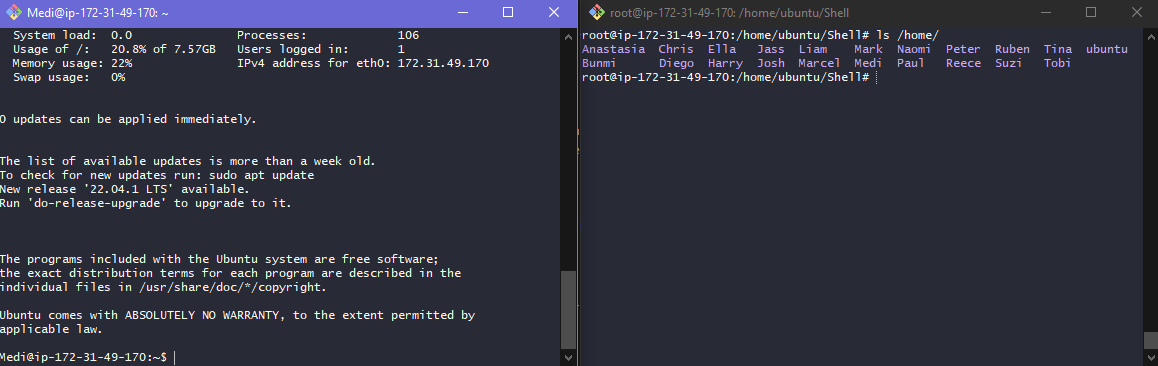 Medi@ip-172-31-49-170: ~
System load:  0.0               Processes:             106
Usage of /:   20.8% of 7.57GB   Users logged in:       1
Memory usage: 22%               IPv4 address for eth0: 172.31.49.170
Swap usage:   0%
0 updates can be applied immediately.
The list of available updates is more than a week old.
To check for new updates run: sudo apt update
New release '22.04.1 LTS' available.
Run 'do-release-upgrade' to upgrade to it.
The programs included with the Ubuntu system are free software;
the exact distribution terms for each program are described in the
individual files in /usr/share/doc/*/copyright.
Ubuntu comes with ABSOLUTELY NO WARRANTY, to the extent permitted by
applicable law.
Medi@ip-172-31-49-170:~$
root@ip-172-31-49-170: /home/ubuntu/Shell
root@ip-172-31-49-170:/home/ubuntu/Shell# ls /home/
Anastasia  Chris  Ella   Jass  Liam    Mark  Naomi  Peter  Ruben  Tina  ubuntu
Bunmi      Diego  Harry  Josh  Marcel  Medi  Paul   Reece  Suzi   Tobi
root@ip-172-31-49-170:/home/ubuntu/Shell#